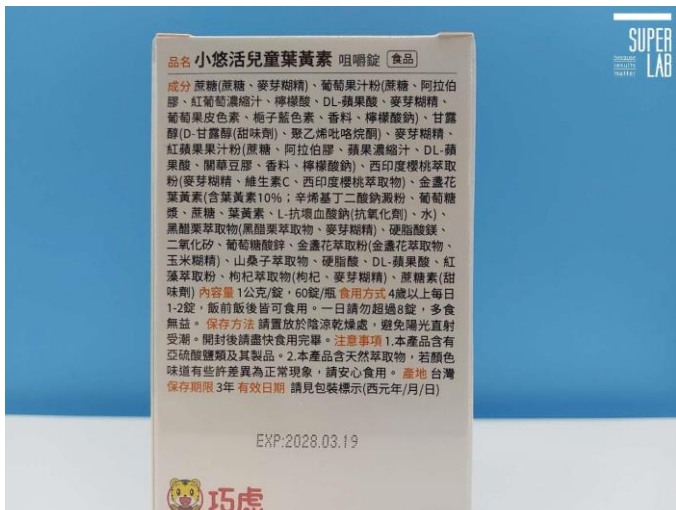 SUPER LAB
because results matter
品名 小悠活兒童葉黃素 咀嚼錠 食品
成分 蔗糖(蔗糖、麥芽糊精)、葡萄果汁粉(蔗糖、阿拉伯
膠、紅葡萄濃縮汁、檸檬酸、DL-蘋果酸、麥芽糊精、
葡萄果皮色素、梔子藍色素、香料、檸檬酸鈉)、甘露
醇(D-甘露醇(甜味劑)、聚乙烯吡咯烷酮)、麥芽糊精、
紅蘋果果汁粉(蔗糖、阿拉伯膠、蘋果濃縮汁、DL-蘋
果酸、關華豆膠、香料、檸檬酸鈉)、西印度櫻桃萃取
粉(麥芽糊精、維生素C、西印度櫻桃萃取物)、金盞花
葉黃素(含葉黃素10%；辛烯基丁二酸鈉澱粉、葡萄糖
漿、蔗糖、葉黃素、L-抗壞血酸鈉(抗氧化劑)、水)、
黑醋栗萃取物(黑醋栗萃取物、麥芽糊精)、硬脂酸鎂、
二氧化矽、葡萄糖酸鋅、金盞花萃取粉(金盞花萃取物、
玉米糊精)、山桑子萃取物、硬脂酸、DL-蘋果酸、紅
藻萃取粉、枸杞萃取物(枸杞、麥芽糊精)、蔗糖素(甜
味劑) 內容量 1公克/錠，60錠/瓶 食用方式 4歲以上每日
1-2錠，飯前飯後皆可食用。一日請勿超過8錠，多食
無益。 保存方法 請置放於陰涼乾燥處，避免陽光直射
受潮。開封後請盡快食用完畢。注意事項 1.本產品含有
亞硫酸鹽類及其製品。2.本產品含天然萃取物，若顏色
味道有些許差異為正常現象，請安心食用。 產地 台灣
保存期限 3年 有效日期 請見包裝標示(西元年/月/日)
EXP:2028.03.19
巧虎